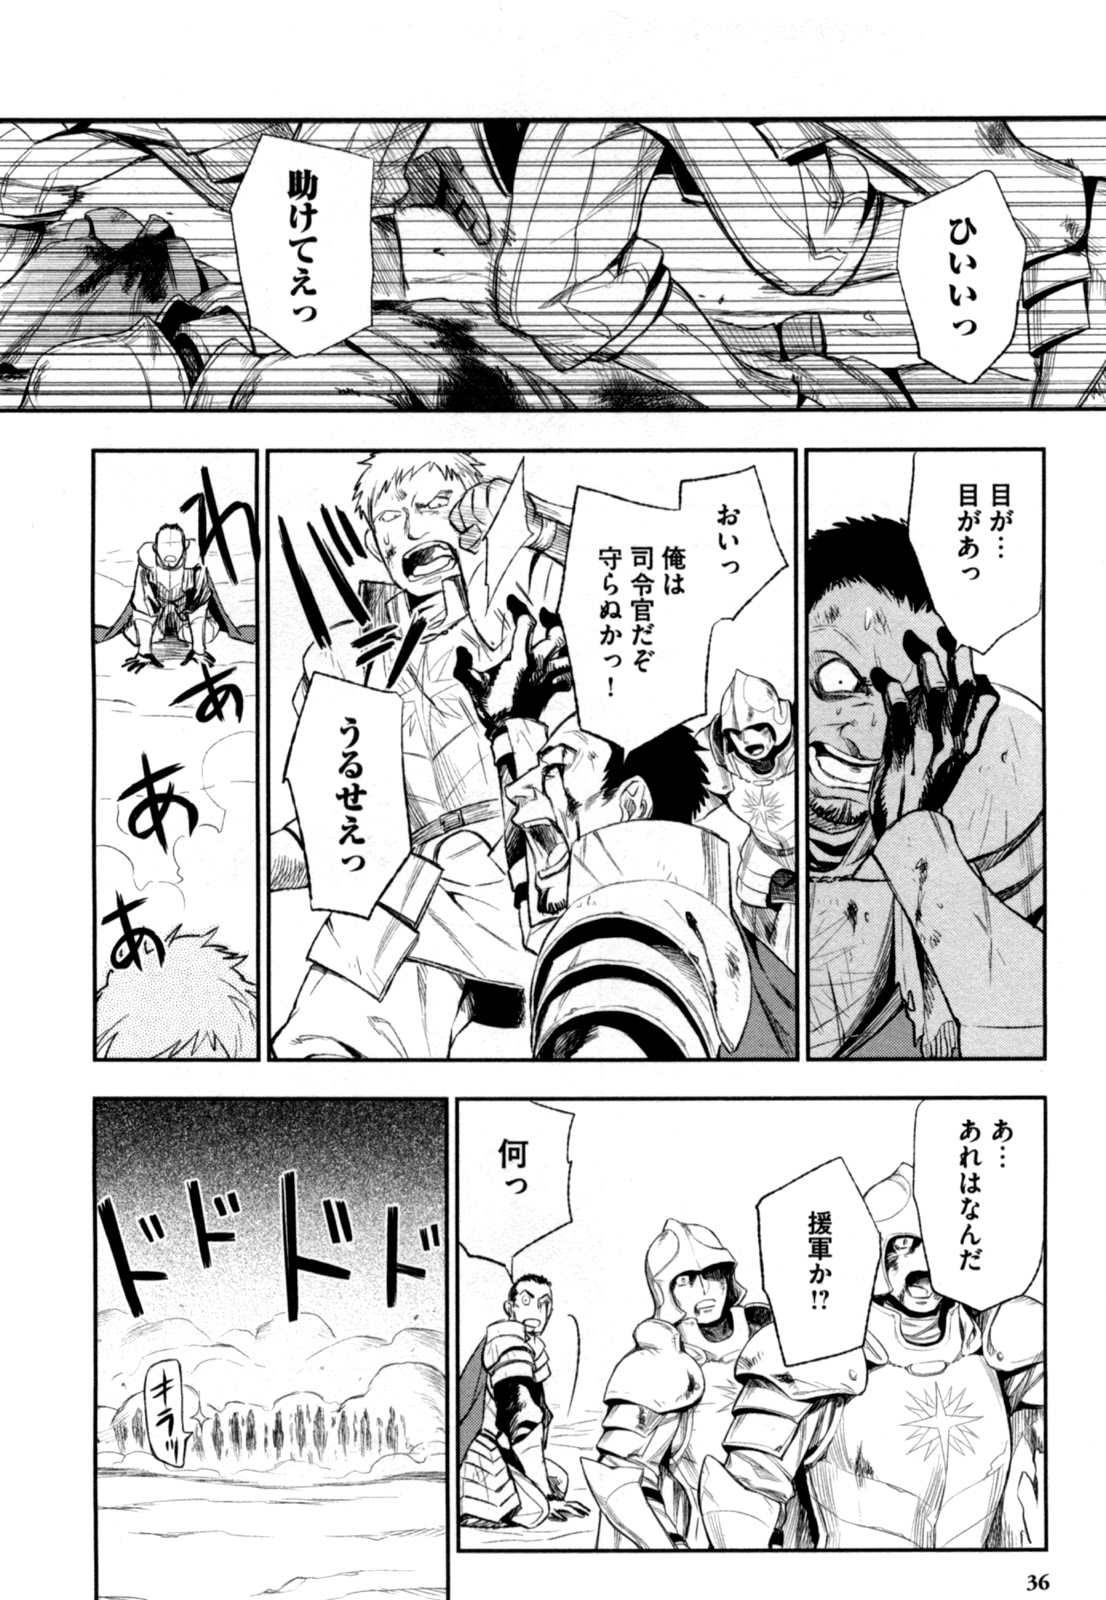 ひいいっ
助けてえっ
目が…
目があっ
おいっ
俺は
司令官だぞ
守らぬかっ!
うるせえっ
わ
ぁ
あ
あ
あ…
あれはなんだ
援軍か!?
何っ
ドドドド
キラッ
36